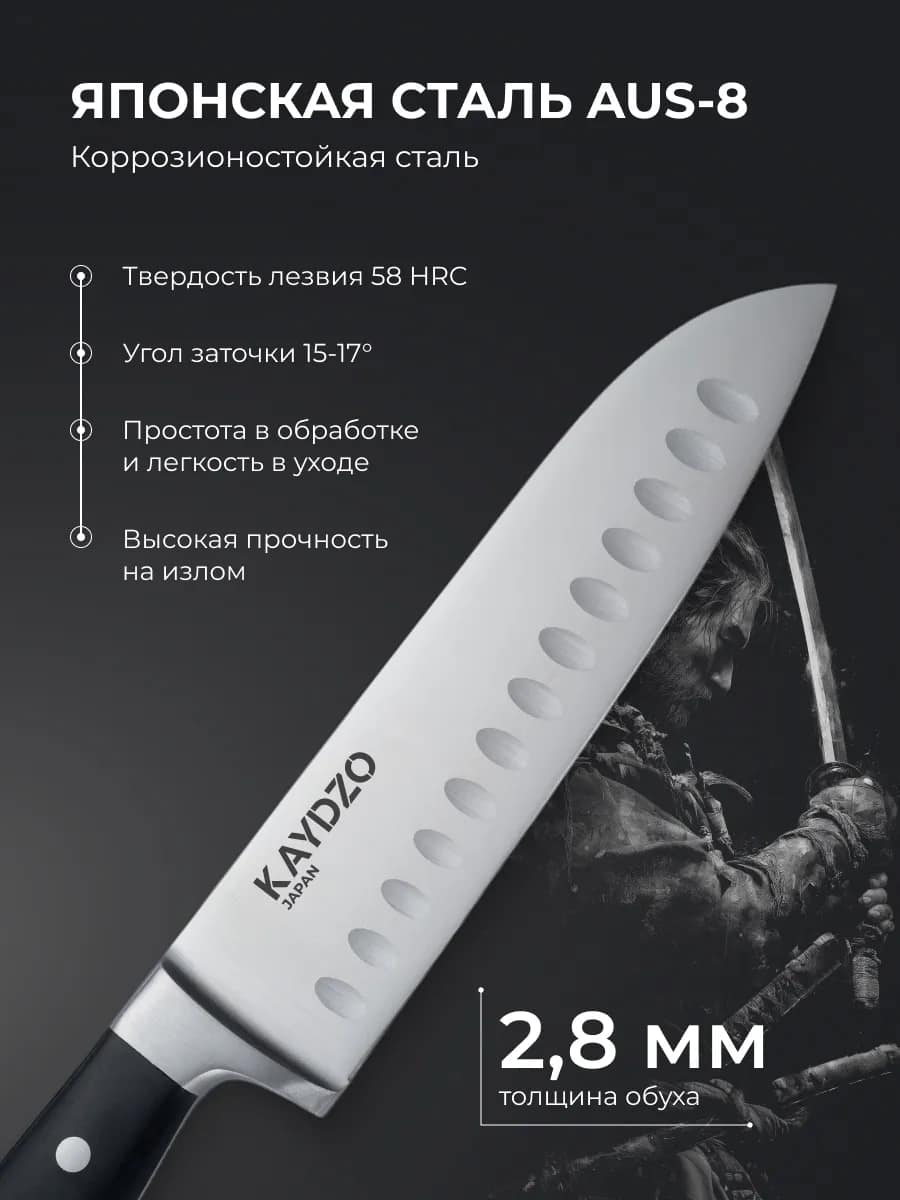 ЯПОНСКАЯ СТАЛЬ AUS-8
Коррозионостойкая сталь
Твердость лезвия 58 HRC
Угол заточки 15-17°
Простота в обработке
и легкость в уходе
Высокая прочность
на излом
KAYDZO
JAPAN
2,8 мм
толщина обуха